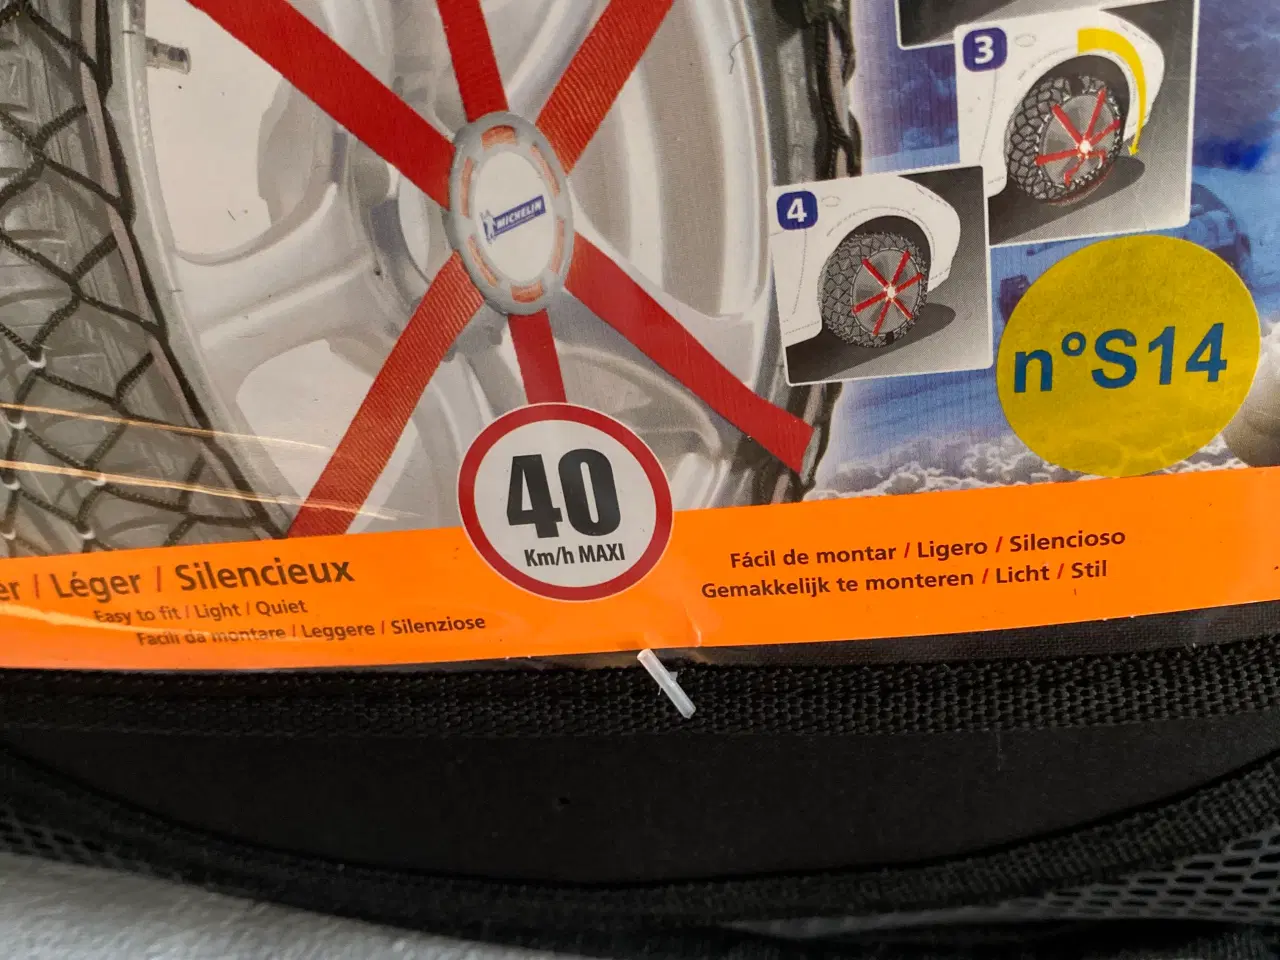 MICHELIN
3
4
n°S14
40
Km/h MAXI
/ Léger / Silencieux
Easy to fit / Light / Quiet
Facili da montare / Leggere / Silenziose
Fácil de montar / Ligero / Silencioso
Gemakkelijk te monteren / Licht / Stil